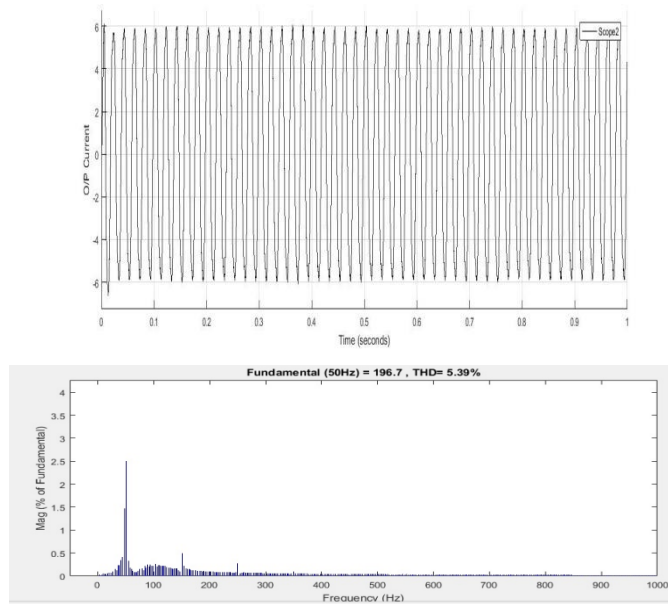 Scope2
6
4
2
0
-2
-4
-6
O/P Current
0 0.1 0.2 0.3 0.4 0.5 0.6 0.7 0.8 0.9 1
Time (seconds)
Fundamental (50Hz) = 196.7 , THD= 5.39%
4
3.5
3
2.5
2
1.5
1
0.5
0
Mag (% of Fundamental)
0 100 200 300 400 500 600 700 800 900 1000
Frequency (Hz)